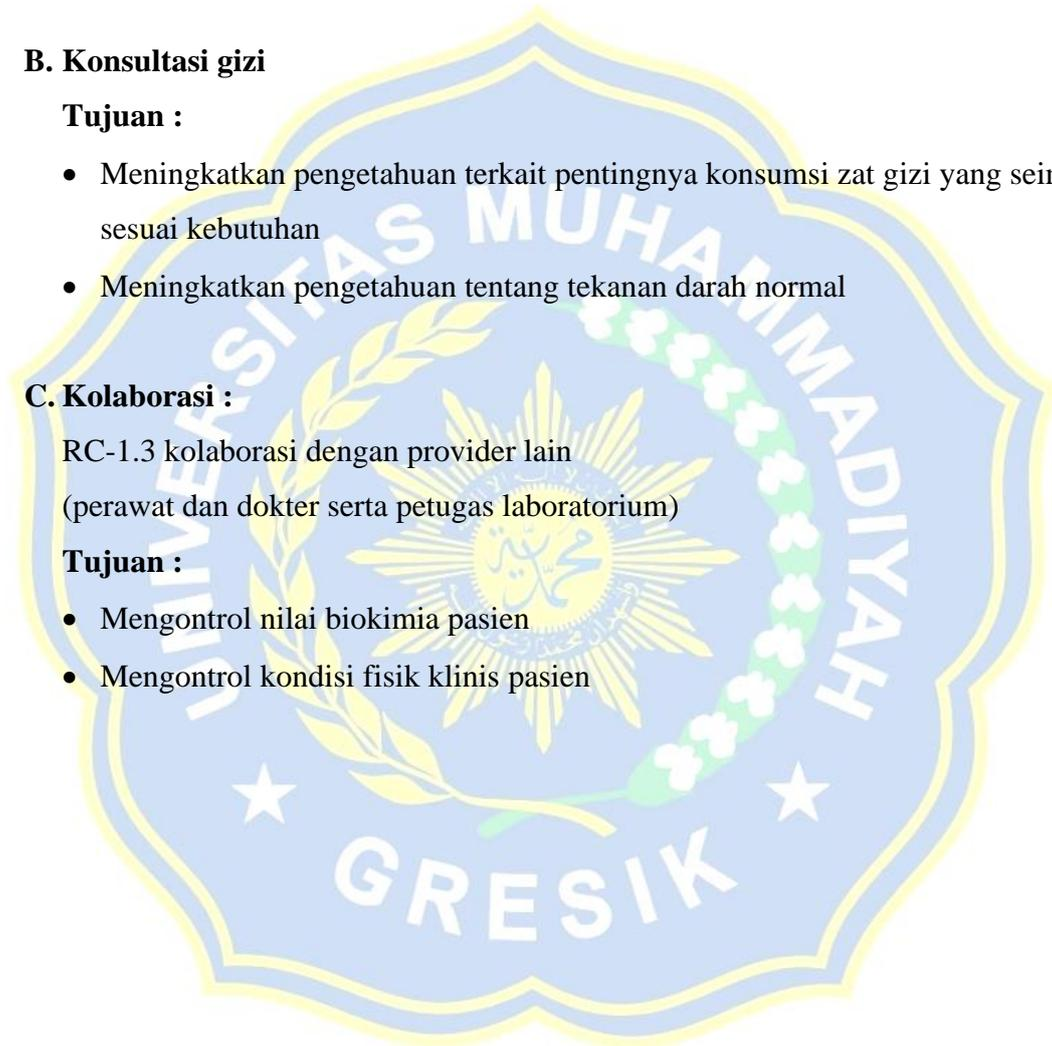 B. Konsultasi gizi
Tujuan :
• Meningkatkan pengetahuan terkait pentingnya konsumsi zat gizi yang
sesuai kebutuhan
• Meningkatkan pengetahuan tentang tekanan darah normal
C. Kolaborasi :
RC-1.3 kolaborasi dengan provider lain
(perawat dan dokter serta petugas laboratorium)
Tujuan :
• Mengontrol nilai biokimia pasien
• Mengontrol kondisi fisik klinis pasien
UNIVERSITAS MUHAMMADIYAH
GRESIK